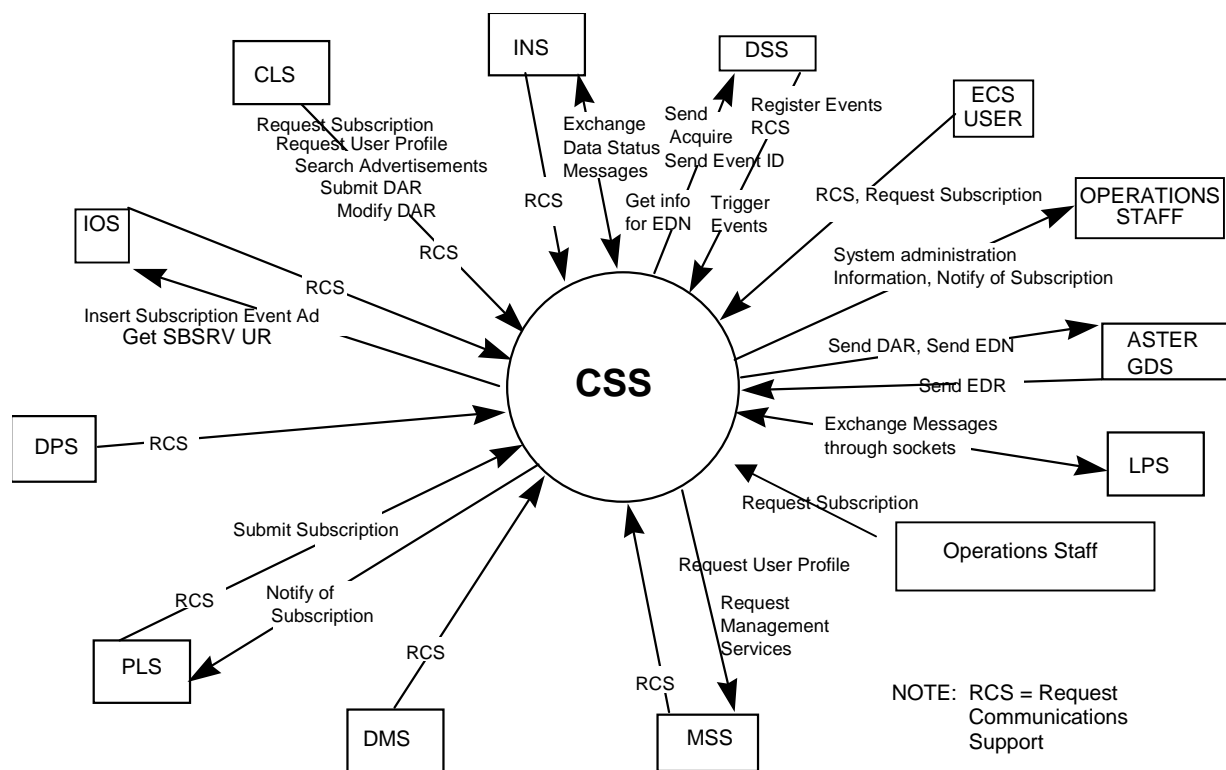 INS
DSS
CLS
ECS
USER
Request Subscription
Request User Profile
Search Advertisements
Submit DAR
Modify DAR
RCS
RCS
Exchange
Data Status
Messages
Send
Acquire
Send Event ID
Get info
for EDN
Register Events
RCS
Trigger
Events
RCS, Request Subscription
OPERATIONS
STAFF
System administration
Information, Notify of Subscription
IOS
RCS
Insert Subscription Event Ad
Get SBSRV UR
CSS
Send DAR, Send EDN
ASTER
GDS
Send EDR
Exchange Messages
through sockets
LPS
DPS
RCS
Request Subscription
Operations Staff
Submit Subscription
RCS
Notify of
Subscription
PLS
RCS
DMS
Request User Profile
Request
Management
Services
RCS
MSS
NOTE: RCS = Request
Communications
Support